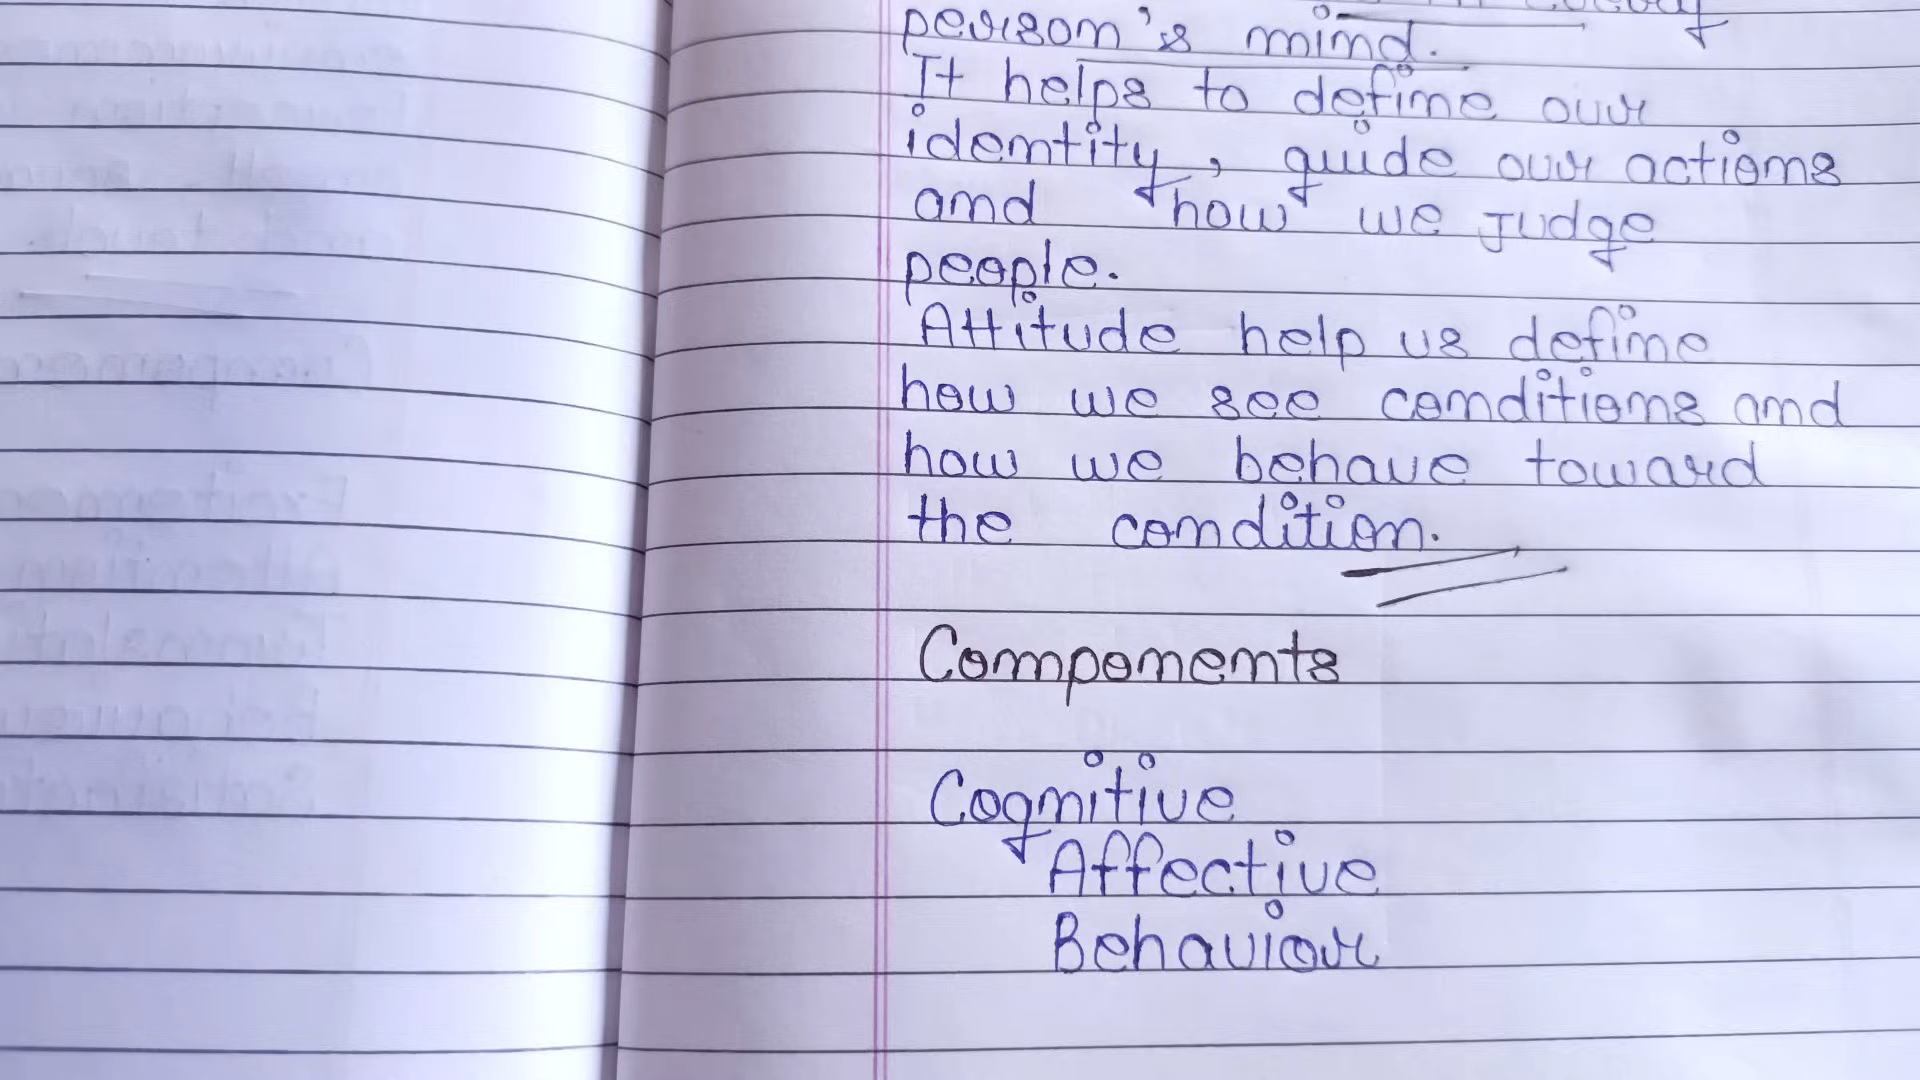 person's mind.
It helps to define our
identity, guide our actions
and how we Judge
people.
Attitude help us define
how we see conditions and
how we behave toward
the condition.
Components
Cognitive
Affective
Behaviour